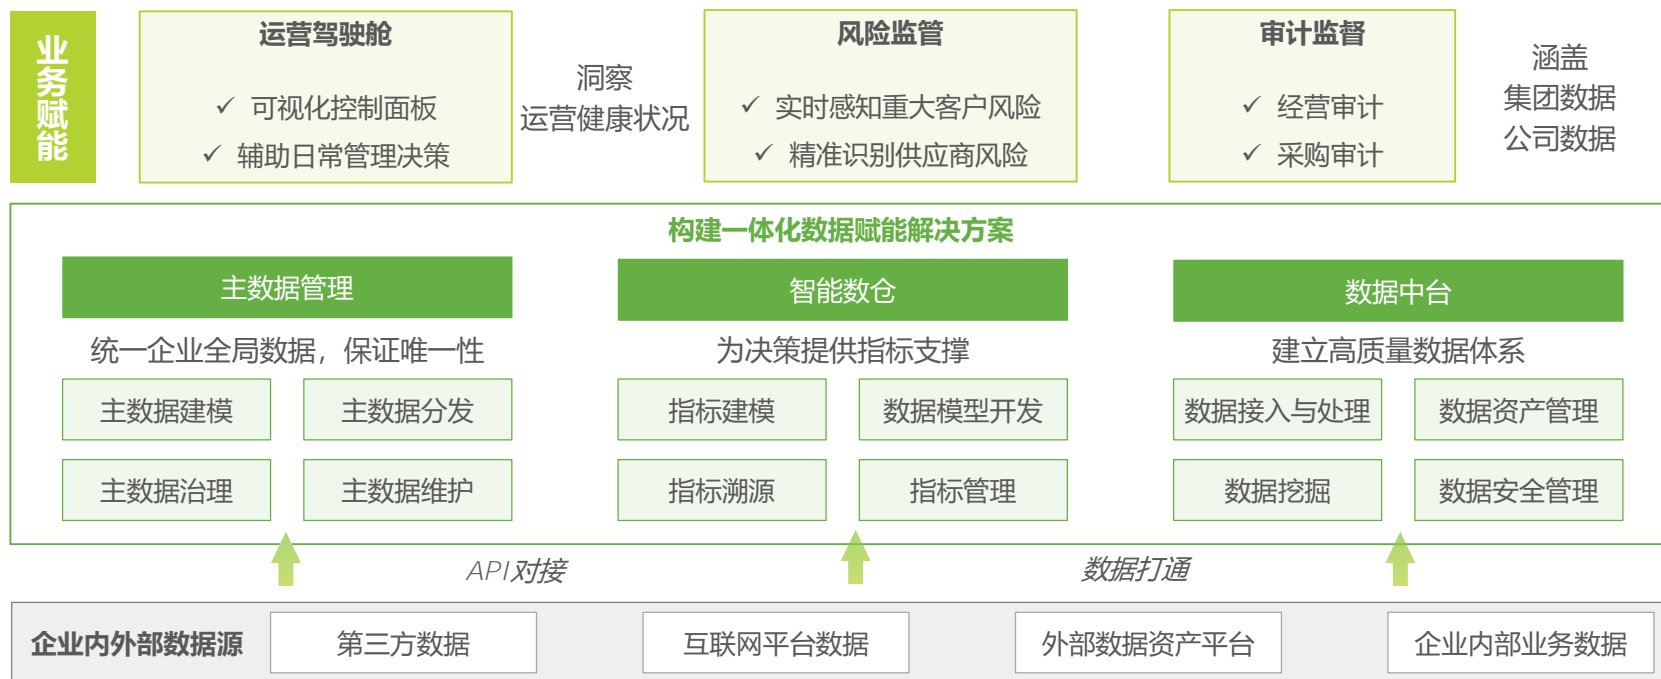 业务赋能
运营驾驶舱
✓ 可视化控制面板
✓ 辅助日常管理决策
洞察
运营健康状况
风险监管
✓ 实时感知重大客户风险
✓ 精准识别供应商风险
审计监督
✓ 经营审计
✓ 采购审计
涵盖
集团数据
公司数据
构建一体化数据赋能解决方案
主数据管理
统一企业全局数据，保证唯一性
主数据建模
主数据分发
主数据治理
主数据维护
智能数仓
为决策提供指标支撑
指标建模
数据模型开发
指标溯源
指标管理
数据中台
建立高质量数据体系
数据接入与处理
数据资产管理
数据挖掘
数据安全管理
API对接
数据打通
企业内外部数据源
第三方数据
互联网平台数据
外部数据资产平台
企业内部业务数据